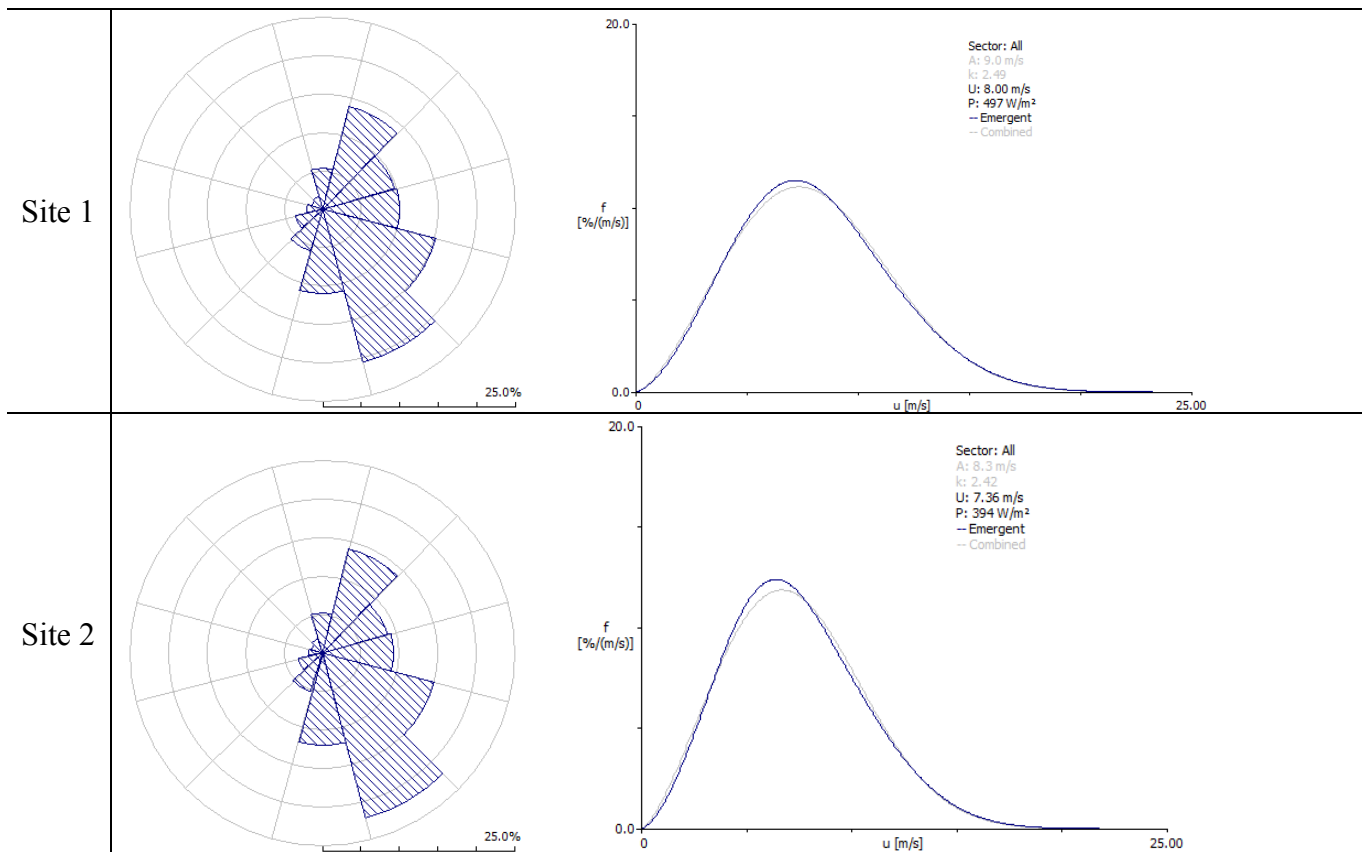 Site 1
25.0%
20.0
f
[%/(m/s)]
0.0
0
u [m/s]
25.00
Sector: All
A: 9.0 m/s
k: 2.49
U: 8.00 m/s
P: 497 W/m²
-- Emergent
-- Combined
Site 2
25.0%
20.0
f
[%/(m/s)]
0.0
0
u [m/s]
25.00
Sector: All
A: 8.3 m/s
k: 2.42
U: 7.36 m/s
P: 394 W/m²
-- Emergent
-- Combined